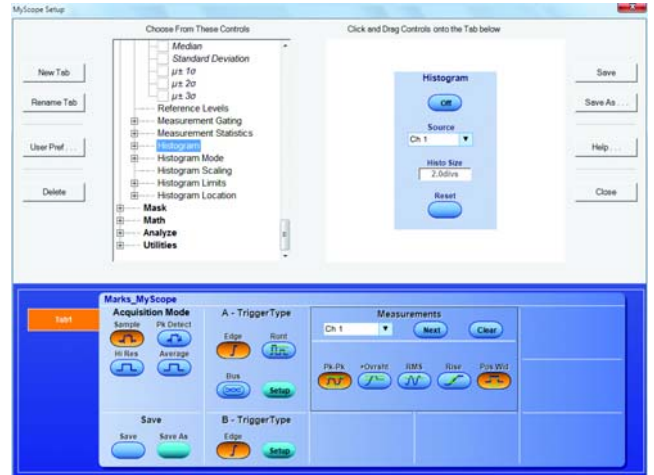 MyScope Setup
Choose From These Controls
Click and Drag Controls onto the Tab below
New Tab
Rename Tab
User Pref . . .
Delete
Median
Standard Deviation
μ± 1σ
μ± 2σ
μ± 3σ
Reference Levels
Measurement Gating
Measurement Statistics
Histogram
Histogram Mode
Histogram Scaling
Histogram Limits
Histogram Location
Mask
Math
Analyze
Utilities
Histogram
Off
Source
Ch 1
Histo Size
2.0divs
Reset
Save
Save As . . .
Help . . .
Close
Tab1
Marks_MyScope
Acquisition Mode
Sample Pk Detect
Hi Res Average
Save
Save Save As
A - TriggerType
Edge Runt
Bus
Setup
B - TriggerType
Edge
Setup
Measurements
Ch 1 Next Clear
Pk-Pk +Ovrsht RMS Rise Pos Wid